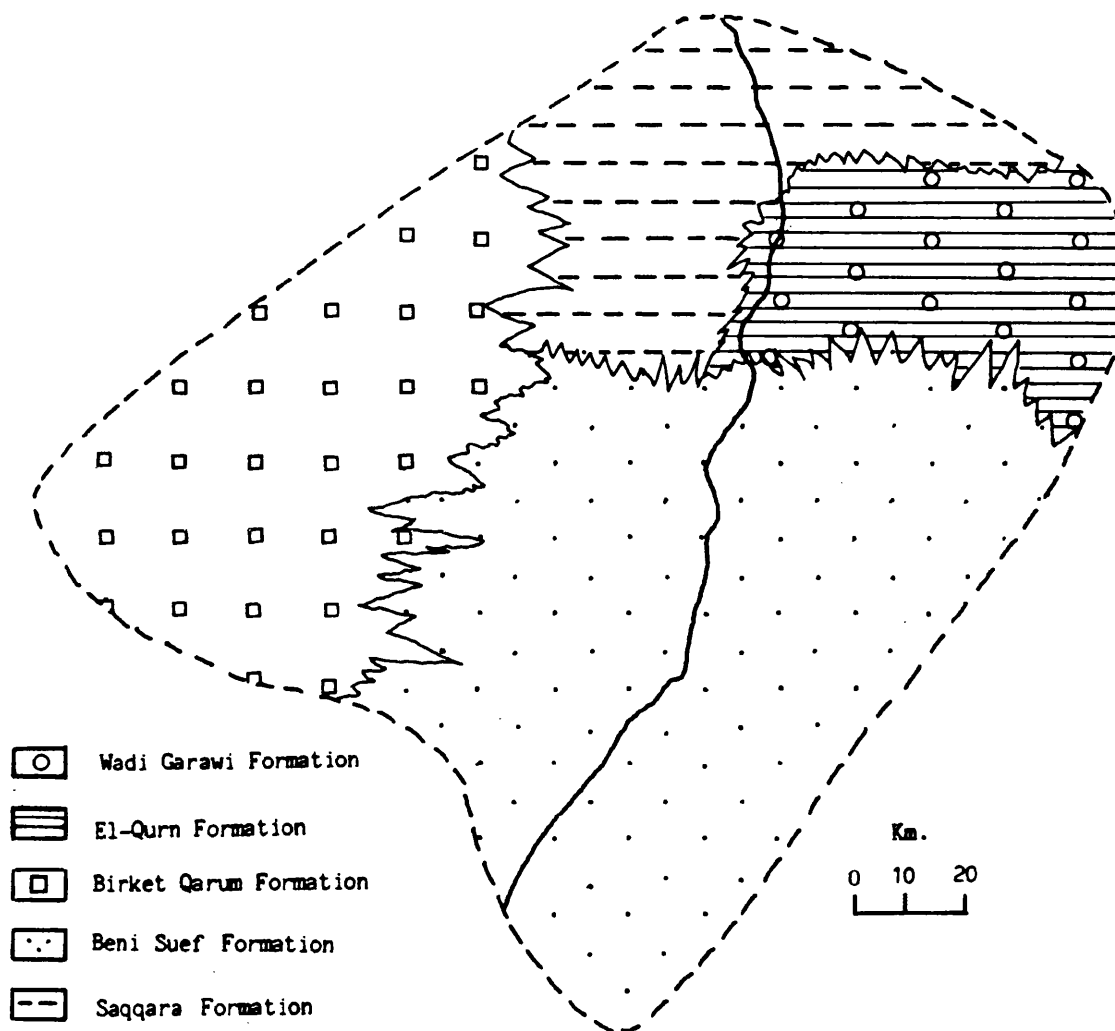 Wadi Garawi Formation
El-Qurn Formation
Birket Qarum Formation
Beni Suef Formation
Saqqara Formation
Km.
0 10 20